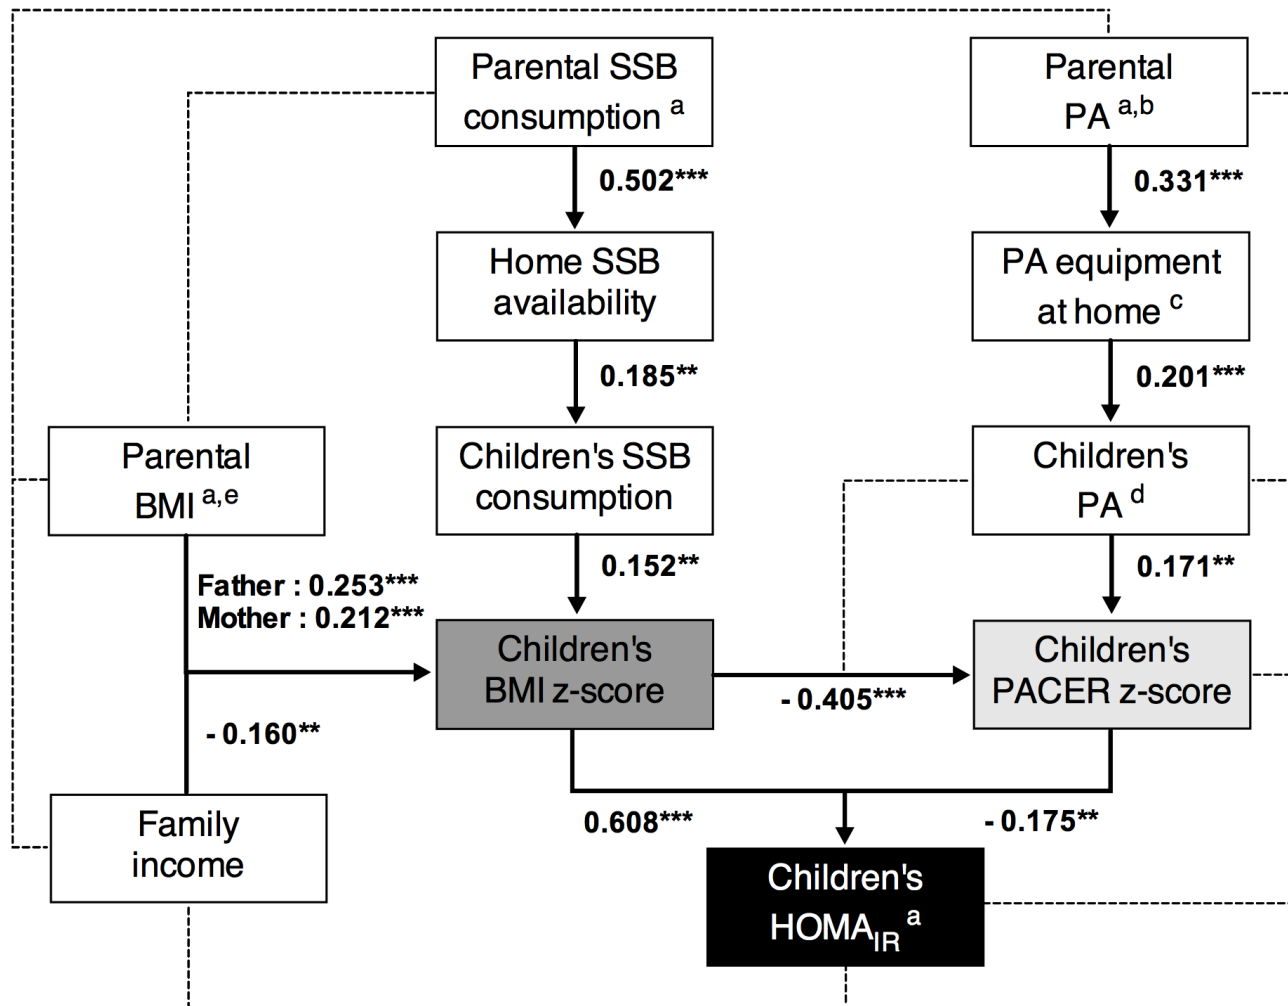 Parental SSB
consumption a
Parental
PA a,b
0.502***
0.331***
Home SSB
availability
PA equipment
at home c
0.185**
0.201***
Parental
BMI a,e
Children's SSB
consumption
Children's
PA d
Father : 0.253***
Mother : 0.212***
0.152**
0.171**
Children's
BMI z-score
- 0.405***
Children's
PACER z-score
- 0.160**
Family
income
0.608***
- 0.175**
Children's
HOMAIR a